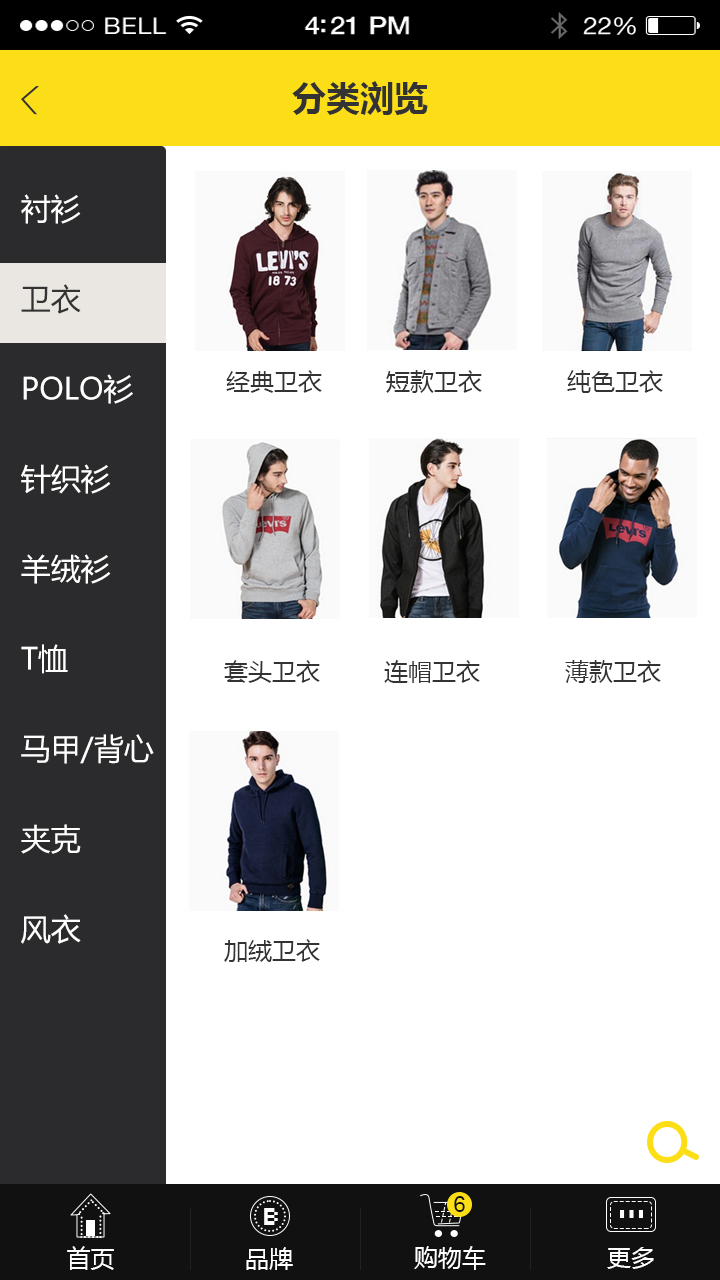 BELL 4:21 PM 22%
分类浏览
衬衫
卫衣
POLO衫
针织衫
羊绒衫
T恤
马甲/背心
夹克
风衣
LEVI'S
18 73
经典卫衣 短款卫衣 纯色卫衣
Levi's
LeVI's
套头卫衣 连帽卫衣 薄款卫衣
加绒卫衣
B
6
首页 品牌 购物车 更多